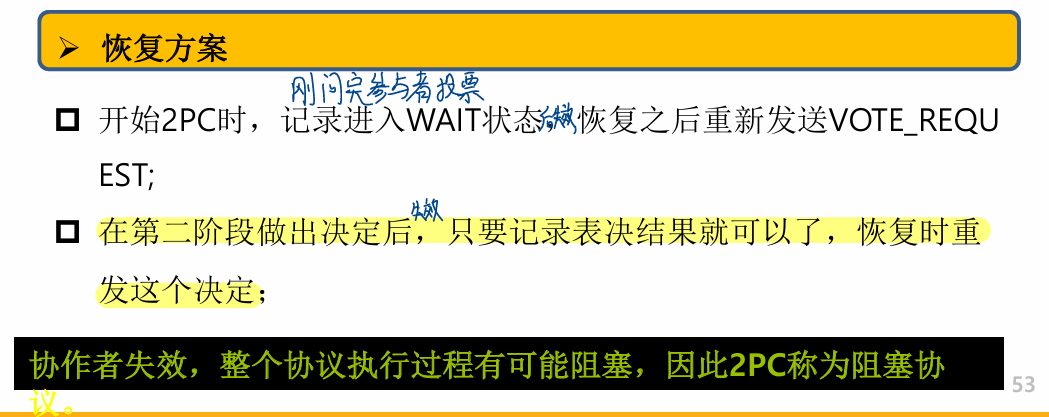 ➢ 恢复方案
刚问完参与者投票
开始2PC时，记录进入WAIT状态，恢复之后重新发送VOTE_REQU
EST;
失效
在第二阶段做出决定后，只要记录表决结果就可以了，恢复时重
发这个决定；
协作者失效，整个协议执行过程有可能阻塞，因此2PC称为阻塞协
议。
53